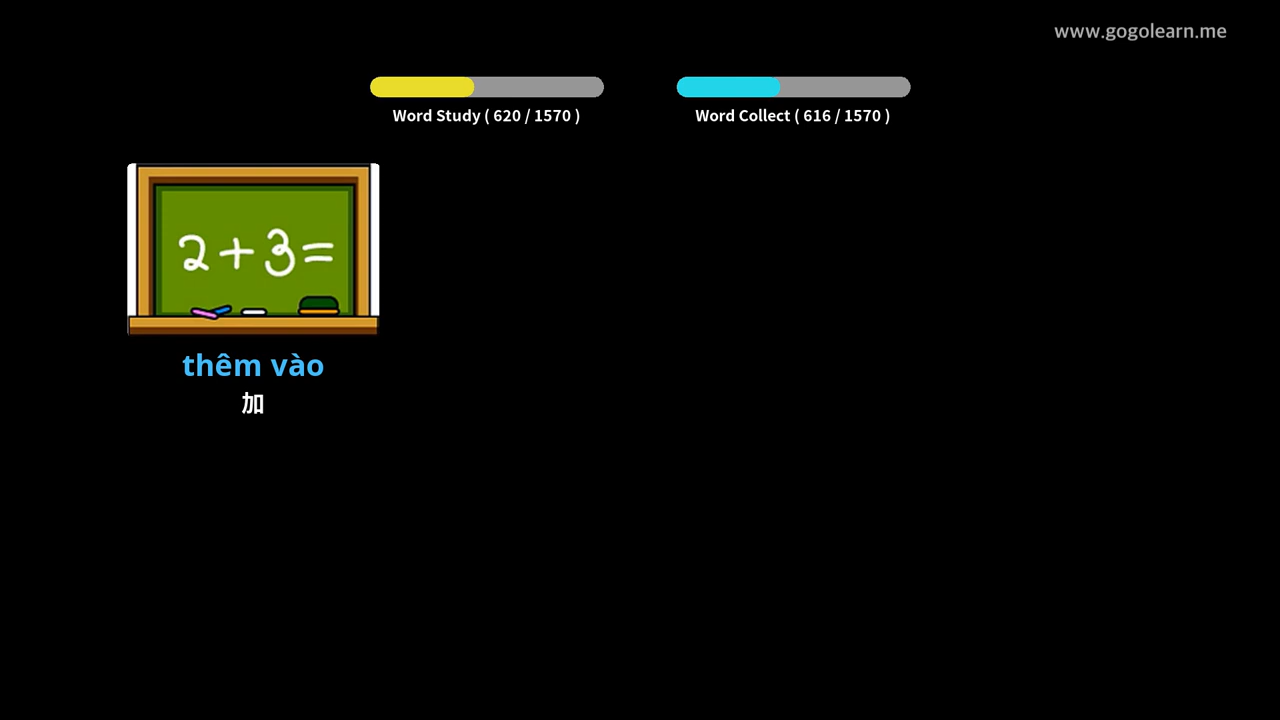 www.gogolearn.me
Word Study ( 620 / 1570 )
Word Collect ( 616 / 1570 )
2+3=
thêm vào
加